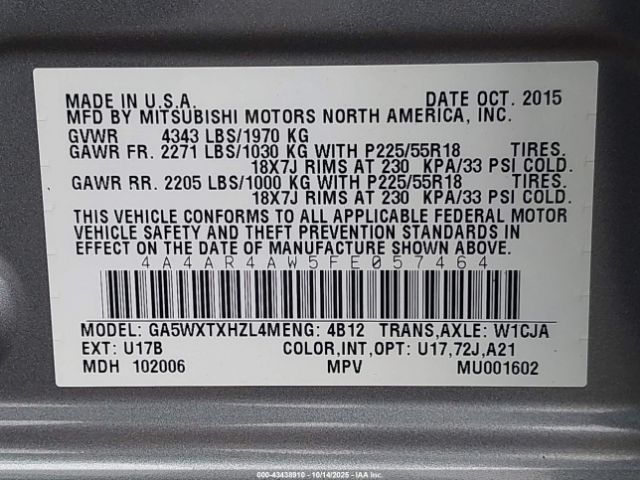 MADE IN U.S.A. DATE OCT. 2015
MFD BY MITSUBISHI MOTORS NORTH AMERICA, INC.
GVWR 4343 LBS/1970 KG
GAWR FR. 2271 LBS/1030 KG WITH P225/55R18 TIRES.
18X7J RIMS AT 230 KPA/33 PSI COLD.
GAWR RR. 2205 LBS/1000 KG WITH P225/55R18 TIRES.
18X7J RIMS AT 230 KPA/33 PSI COLD.
THIS VEHICLE CONFORMS TO ALL APPLICABLE FEDERAL MOTOR
VEHICLE SAFETY AND THEFT PREVENTION STANDARDS IN
EFFECT ON THE DATE OF MANUFACTURE SHOWN ABOVE.
4A4AR4AW5FE057464
MODEL: GA5WXTXHZL4MENG: 4B12 TRANS,AXLE: W1CJA
EXT: U17B COLOR,INT,OPT: U17,72J,A21
MDH 102006 MPV MU001602
000-43438910 - 10/14/2025 - IAAI.COM